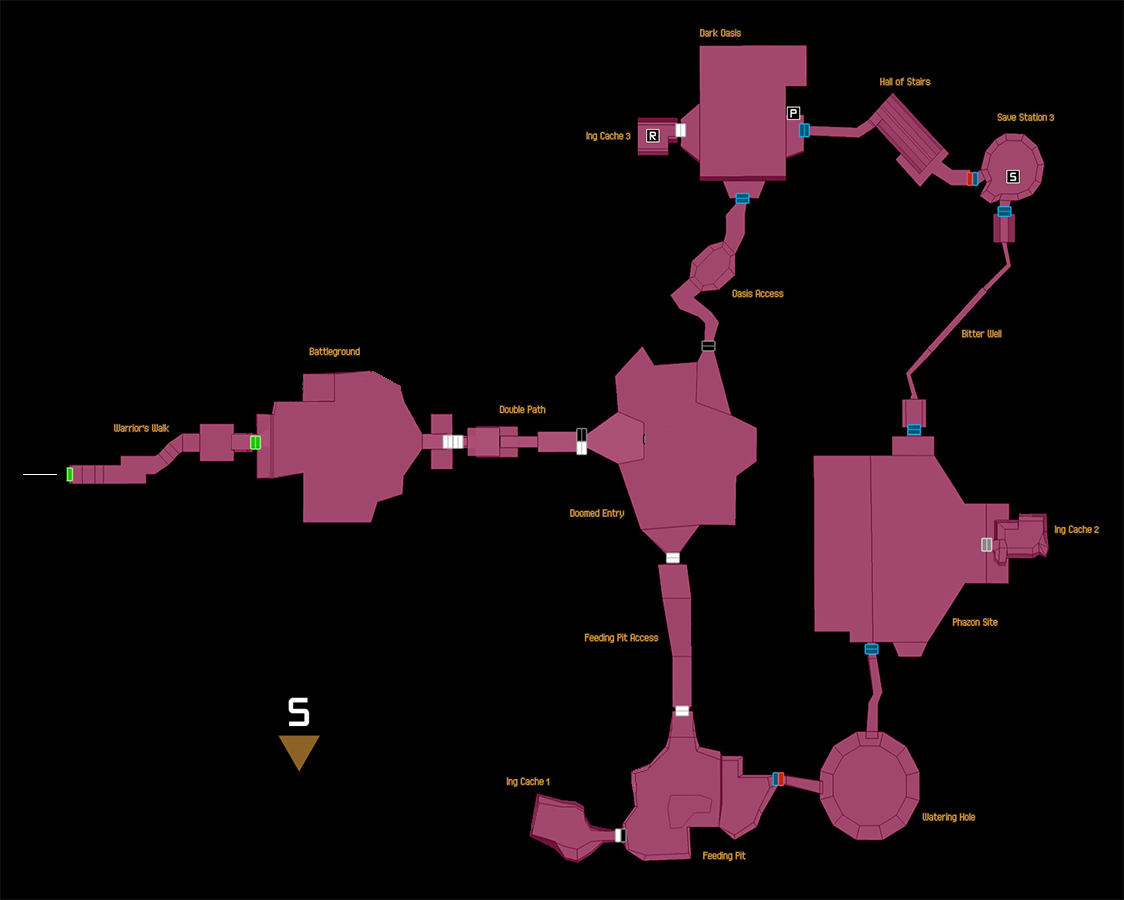 Dark Oasis
Hall of Stairs
P
Save Station 3
Ing Cache 3
R
S
Oasis Access
Bitter Well
Battleground
Double Path
Warrior's Walk
Doomed Entry
Ing Cache 2
Phazon Site
Feeding Pit Access
S
Ing Cache 1
Watering Hole
Feeding Pit